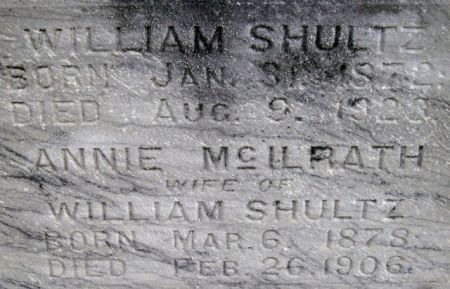 WILLIAM SHULTZ
BORN JAN. 31, 1872.
DIED AUG. 9, 1923.
ANNIE McILRATH
WIFE OF
WILLIAM SHULTZ
BORN MAR. 6, 1878.
DIED FEB. 26, 1906.